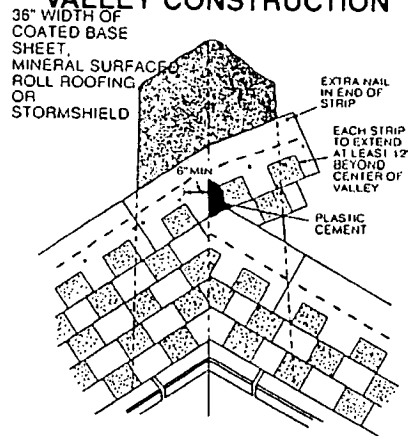 VALLEY CONSTRUCTION
36" WIDTH OF
COATED BASE
SHEET,
MINERAL SURFACED
ROLL ROOFING
OR
STORMSHIELD
EXTRA NAIL
IN END OF
STRIP
EACH STRIP
TO EXTEND
AT LEAST 12"
BEYOND
CENTER OF
VALLEY
6" MIN
PLASTIC
CEMENT